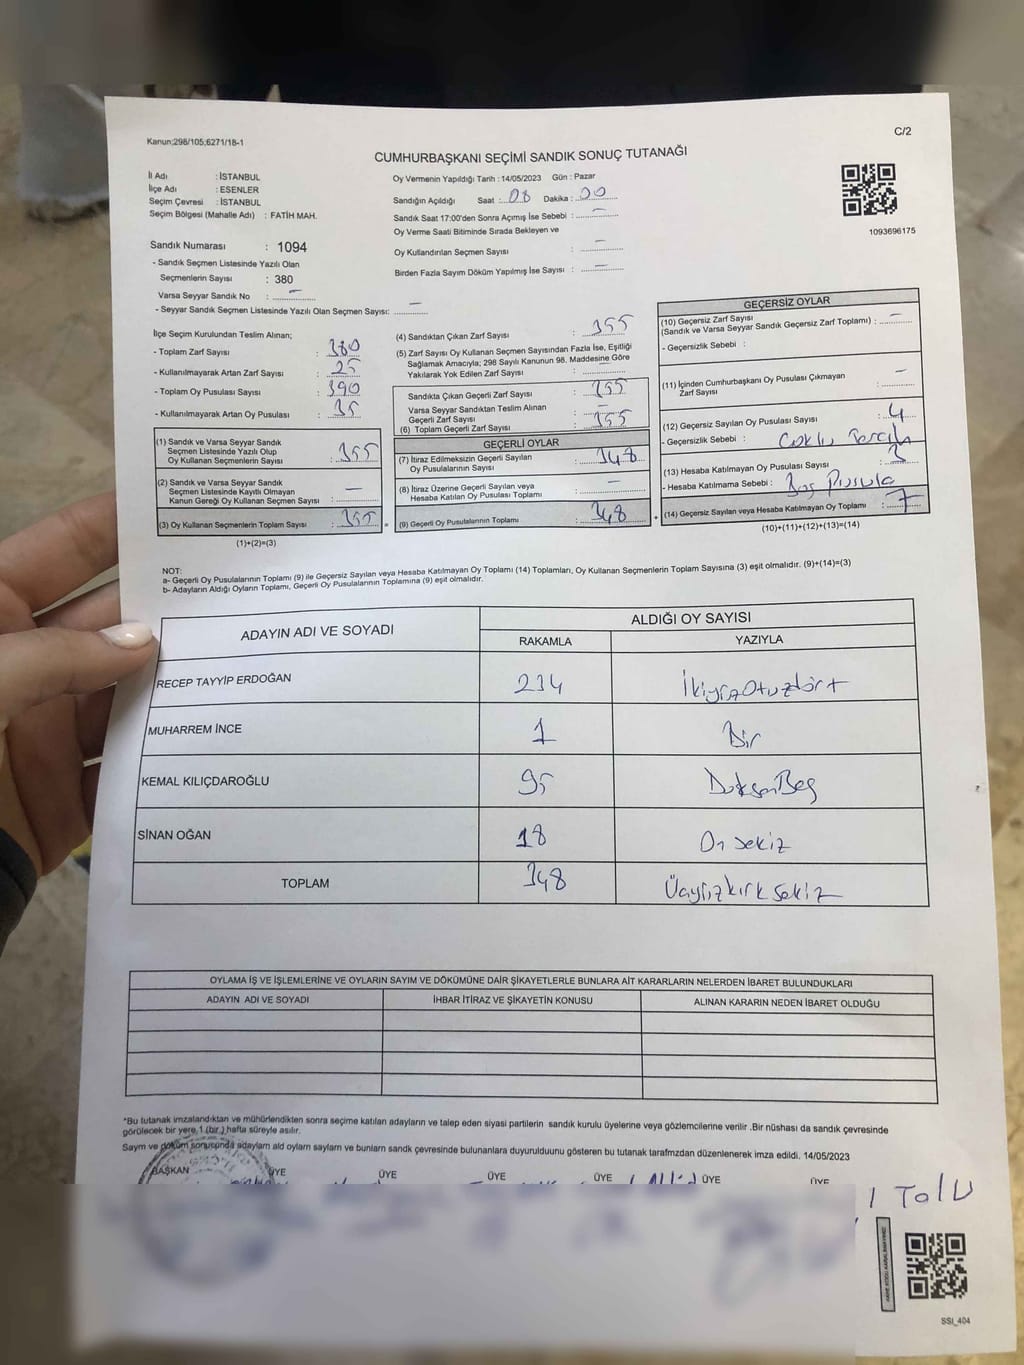 Kanun;298/105;6271/18-1
C/2
CUMHURBAŞKANI SEÇİMİ SANDIK SONUÇ TUTANAĞI
İl Adı : İSTANBUL
İlçe Adı : ESENLER
Seçim Çevresi : İSTANBUL
Seçim Bölgesi (Mahalle Adı) : FATİH MAH.
Oy Vermenin Yapıldığı Tarih : 14/05/2023 Gün : Pazar
Sandığın Açıldığı Saat : 08 Dakika : 00
Sandık Saat 17:00'den Sonra Açımış İse Sebebi : —
Oy Verme Saati Bitiminde Sırada Bekleyen ve
Oy Kullandırılan Seçmen Sayısı : —
Birden Fazla Sayım Döküm Yapılmış İse Sayısı : —
1093696175
Sandık Numarası : 1094
- Sandık Seçmen Listesinde Yazılı Olan
Seçmenlerin Sayısı : 380
Varsa Seyyar Sandık No : —
- Seyyar Sandık Seçmen Listesinde Yazılı Olan Seçmen Sayısı: —
İlçe Seçim Kurulundan Teslim Alınan;
- Toplam Zarf Sayısı : 380
- Kullanılmayarak Artan Zarf Sayısı : 25
- Toplam Oy Pusulası Sayısı : 390
- Kullanılmayarak Artan Oy Pusulası : 35
(1) Sandık ve Varsa Seyyar Sandık
Seçmen Listesinde Yazılı Olup
Oy Kullanan Seçmenlerin Sayısı : 355
(2) Sandık ve Varsa Seyyar Sandık
Seçmen Listesinde Kayıtlı Olmayan
Kanun Gereği Oy Kullanan Seçmen Sayısı : —
(3) Oy Kullanan Seçmenlerin Toplam Sayısı : 355
(1)+(2)=(3)
(4) Sandıktan Çıkan Zarf Sayısı : 355
(5) Zarf Sayısı Oy Kullanan Seçmen Sayısından Fazla İse, Eşitliği
Sağlamak Amacıyla; 298 Sayılı Kanunun 98. Maddesine Göre
Yakılarak Yok Edilen Zarf Sayısı : —
Sandıkta Çıkan Geçerli Zarf Sayısı : 355
Varsa Seyyar Sandıktan Teslim Alınan
Geçerli Zarf Sayısı : —
(6) Toplam Geçerli Zarf Sayısı : 355
GEÇERLİ OYLAR
(7) İtiraz Edilmeksizin Geçerli Sayılan
Oy Pusulalarının Sayısı : 348
(8) İtiraz Üzerine Geçerli Sayılan veya
Hesaba Katılan Oy Pusulası Toplamı : —
(9) Geçerli Oy Pusulalarının Toplamı : 348
GEÇERSİZ OYLAR
(10) Geçersiz Zarf Sayısı
(Sandık ve Varsa Seyyar Sandık Geçersiz Zarf Toplamı) : —
- Geçersizlik Sebebi :
(11) İçinden Cumhurbaşkanı Oy Pusulası Çıkmayan
Zarf Sayısı : —
(12) Geçersiz Sayılan Oy Pusulası Sayısı : 4
- Geçersizlik Sebebi : Çoklu Tercih
(13) Hesaba Katılmayan Oy Pusulası Sayısı : 3
- Hesaba Katılmama Sebebi : Boş Pusula
(14) Geçersiz Sayılan veya Hesaba Katılmayan Oy Toplamı : 7
(10)+(11)+(12)+(13)=(14)
NOT:
a- Geçerli Oy Pusulalarının Toplamı (9) ile Geçersiz Sayılan veya Hesaba Katılmayan Oy Toplamı (14) Toplamları, Oy Kullanan Seçmenlerin Toplam Sayısına (3) eşit olmalıdır. (9)+(14)=(3)
b- Adayların Aldığı Oyların Toplamı, Geçerli Oy Pusulalarının Toplamına (9) eşit olmalıdır.
ADAYIN ADI VE SOYADI ALDIĞI OY SAYISI
RAKAMLA YAZIYLA
RECEP TAYYİP ERDOĞAN 234 İkiyüzOtuzdört
MUHARREM İNCE 1 Bir
KEMAL KILIÇDAROĞLU 95 DoksanBeş
SİNAN OĞAN 18 On sekiz
TOPLAM 348 Üçyüzkırksekiz
OYLAMA İŞ VE İŞLEMLERİNE VE OYLARIN SAYIM VE DÖKÜMÜNE DAİR ŞİKAYETLERLE BUNLARA AİT KARARLARIN NELERDEN İBARET BULUNDUKLARI
ADAYIN ADI VE SOYADI İHBAR İTİRAZ VE ŞİKAYETİN KONUSU ALINAN KARARIN NEDEN İBARET OLDUĞU
*Bu tutanak imzalandıktan ve mühürlendikten sonra seçime katılan adayların ve talep eden siyasi partilerin sandık kurulu üyelerine veya gözlemcilerine verilir .Bir nüshası da sandık çevresinde
görülecek bir yere 1 (bir ) hafta süreyle asılır.
Saym ve döküm sonucunda adaylarn ald oylarn saylarn ve bunlarn sandk çevresinde bulunanlara duyurulduunu gösteren bu tutanak tarafmzdan düzenlenerek imza edildi. 14/05/2023
BAŞKAN ÜYE ÜYE ÜYE ÜYE ÜYE ÜYE
Tolu
SSI_404